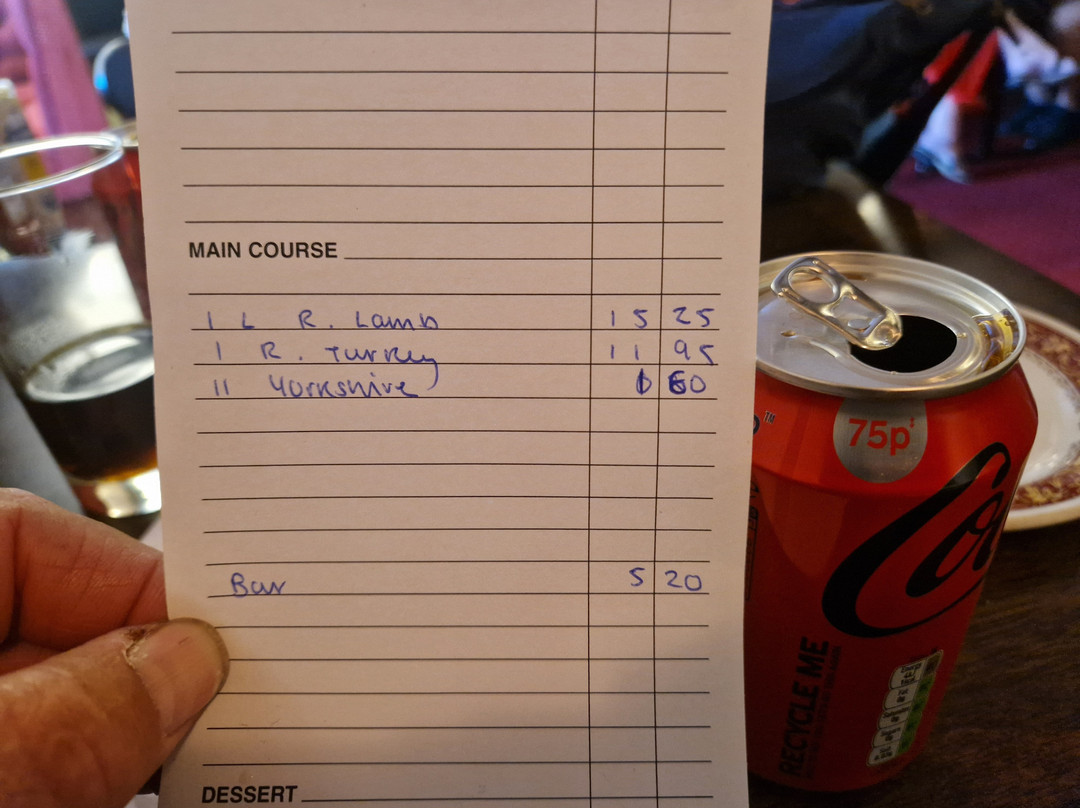 MAIN COURSE
1 L R. Lamb 15 25
1 R. Turkey 11 95
11 Yorkshire 60
Bar 5 20
DESSERT
75p
RECYCLE ME